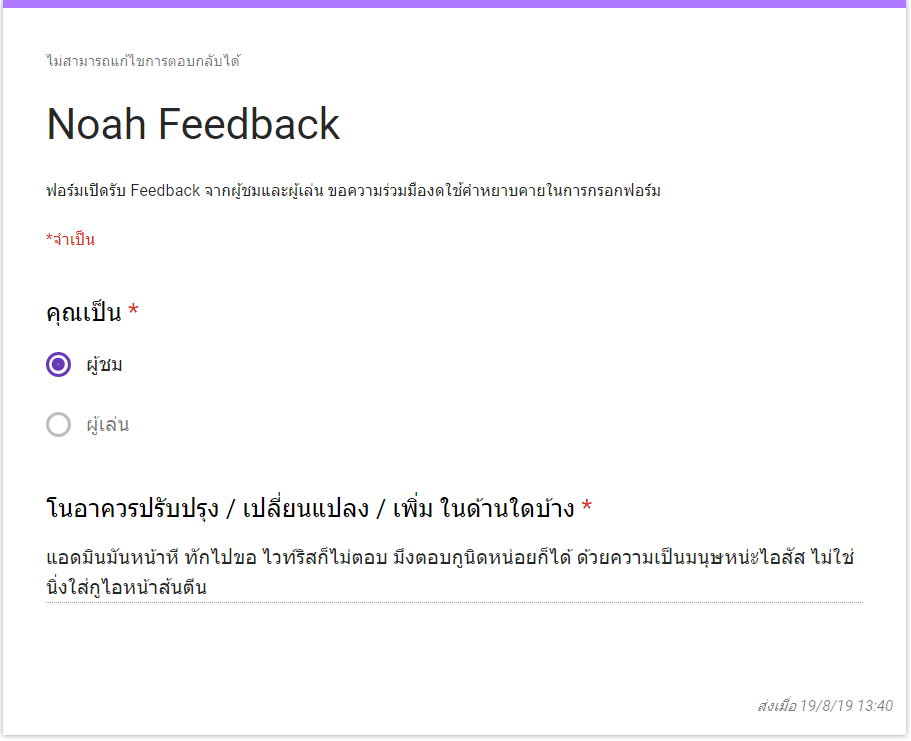 ไม่สามารถแก้ไขการตอบกลับได้
Noah Feedback
ฟอร์มเปิดรับ Feedback จากผู้ชมและผู้เล่น ขอความร่วมมืองดใช้คำหยาบคายในการกรอกฟอร์ม
*จำเป็น
คุณเป็น *
ผู้ชม
ผู้เล่น
โนอาควรปรับปรุง / เปลี่ยนแปลง / เพิ่ม ในด้านใดบ้าง *
แอดมินมันหน้าหี ทักไปขอ ไวท์ริสก็ไม่ตอบ มึงตอบกูนิดหน่อยก็ได้ ด้วยความเป็นมนุษหน่ะไอสัส ไม่ใช่
นิ่งใส่กูไอหน้าส้นตีน
ส่งเมื่อ 19/8/19 13:40